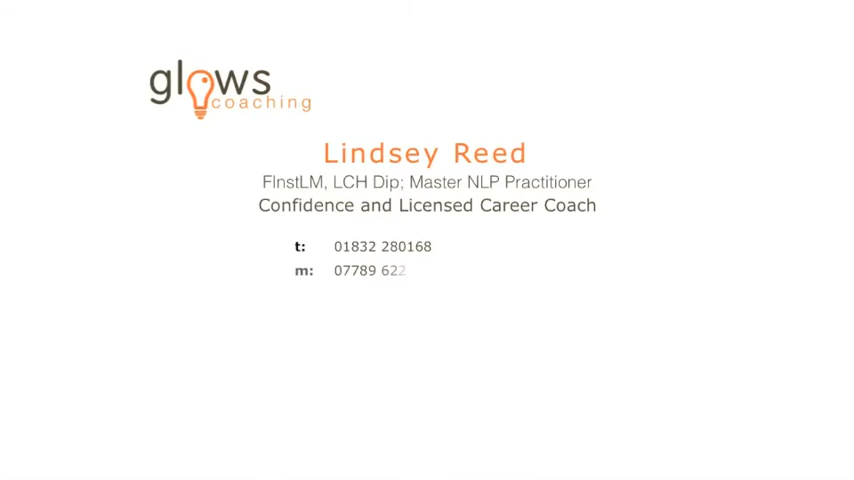 glows
coaching
Lindsey Reed
FInstLM, LCH Dip; Master NLP Practitioner
Confidence and Licensed Career Coach
t: 01832 280168
m: 07789 622